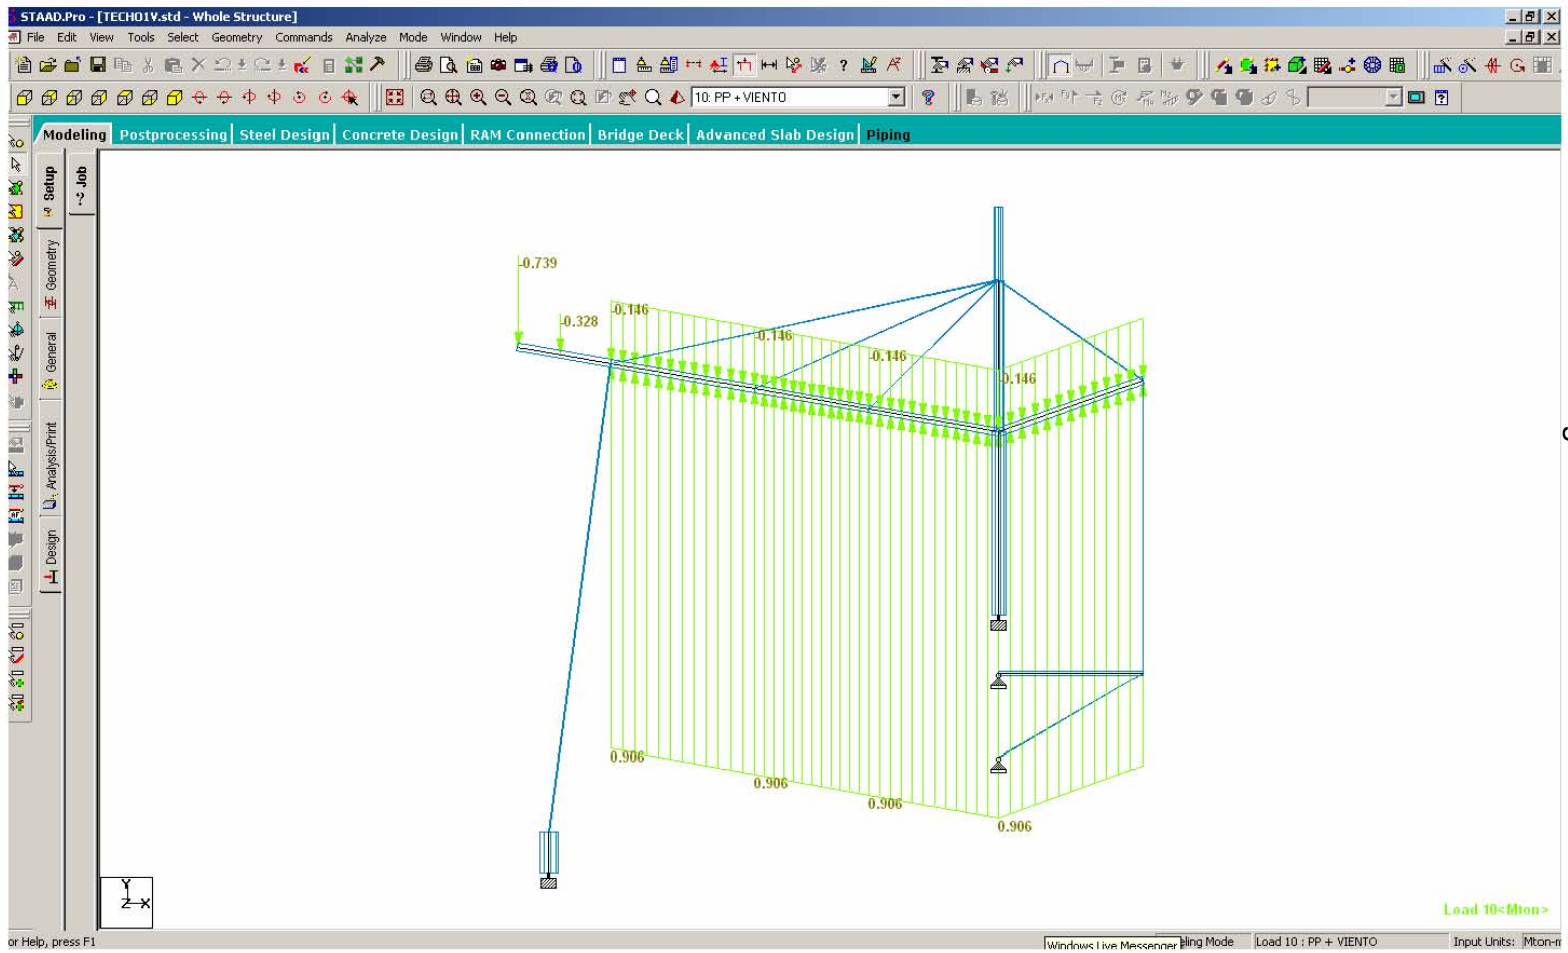 STAAD.Pro - [TECHO1V.std - Whole Structure]
File Edit View Tools Select Geometry Commands Analyze Mode Window Help
10: PP + VIENTO
Modeling Postprocessing Steel Design Concrete Design RAM Connection Bridge Deck Advanced Slab Design Piping
Setup
Geometry
General
Analysis/Print
Design
? Job
-0.739
-0.328
-0.146
-0.146
-0.146
0.146
0.906
0.906
0.906
0.906
Y
Z X
Load 10<Mton>
or Help, press F1
Windows Live Messenger
eling Mode
Load 10 : PP + VIENTO
Input Units: Mton-m